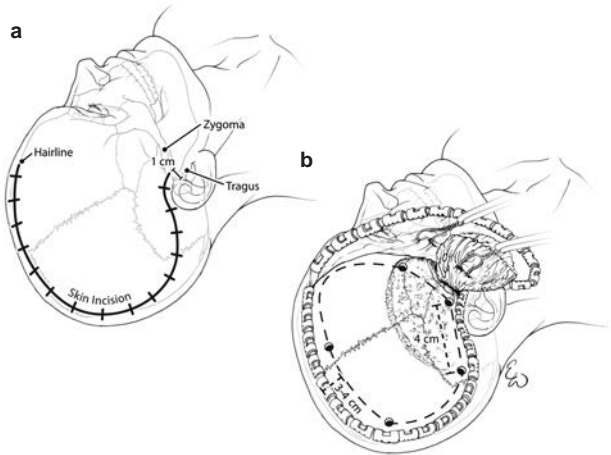 a
Zygoma
Hairline
1 cm
Tragus
Skin Incision
b
4 cm
3-4 cm